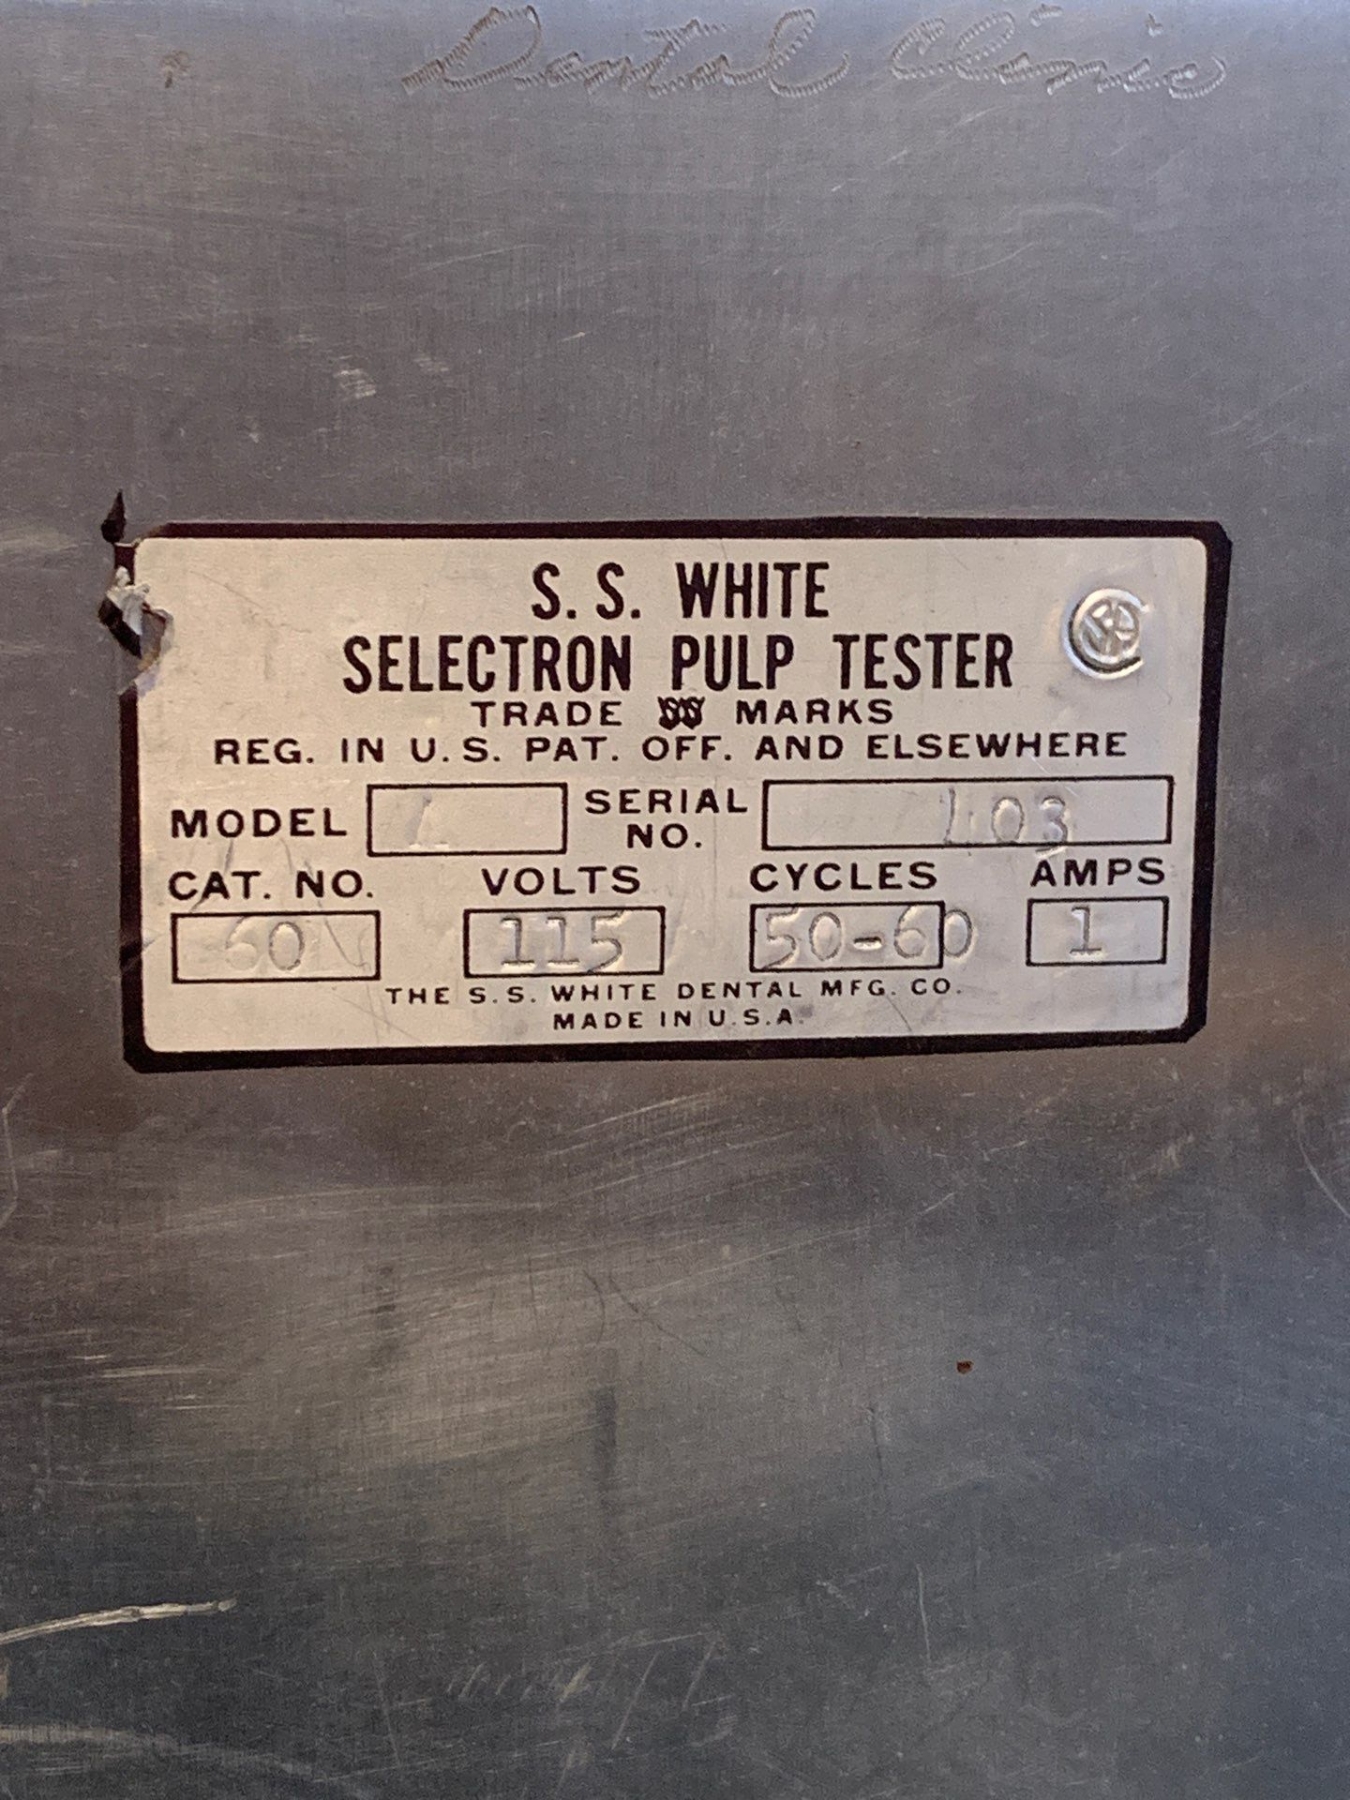 Dental Clinic
S. S. WHITE
SELECTRON PULP TESTER
TRADE MARKS
REG. IN U.S. PAT. OFF. AND ELSEWHERE
MODEL SERIAL NO. 103
CAT. NO. VOLTS CYCLES AMPS
60 115 50-60 1
THE S.S. WHITE DENTAL MFG. CO.
MADE IN U.S.A.